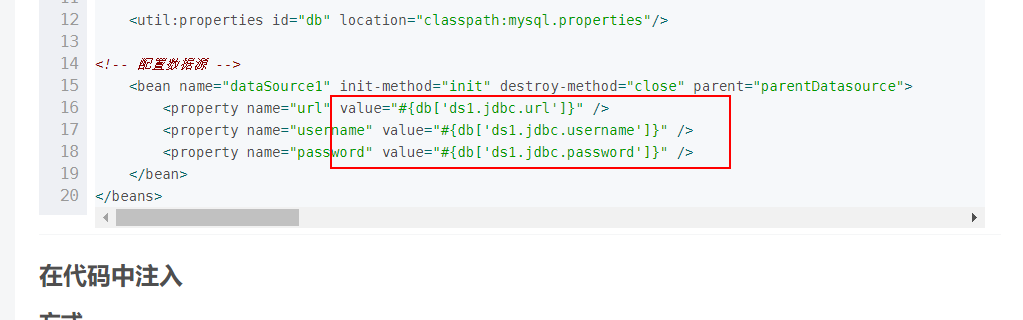 12 <util:properties id="db" location="classpath:mysql.properties"/>
13
14 <!-- 配置数据源 -->
15 <bean name="dataSource1" init-method="init" destroy-method="close" parent="parentDatasource">
16 <property name="url" value="#{db['ds1.jdbc.url']}" />
17 <property name="username" value="#{db['ds1.jdbc.username']}" />
18 <property name="password" value="#{db['ds1.jdbc.password']}" />
19 </bean>
20 </beans>
在代码中注入